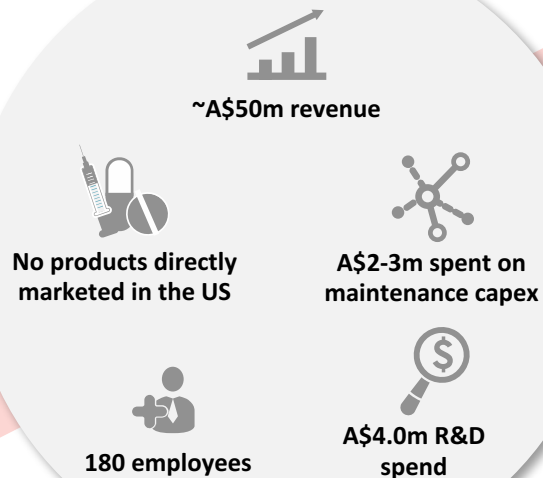 ~A$50m revenue
No products directly
marketed in the US
A$2-3m spent on
maintenance capex
$
180 employees
A$4.0m R&D
spend